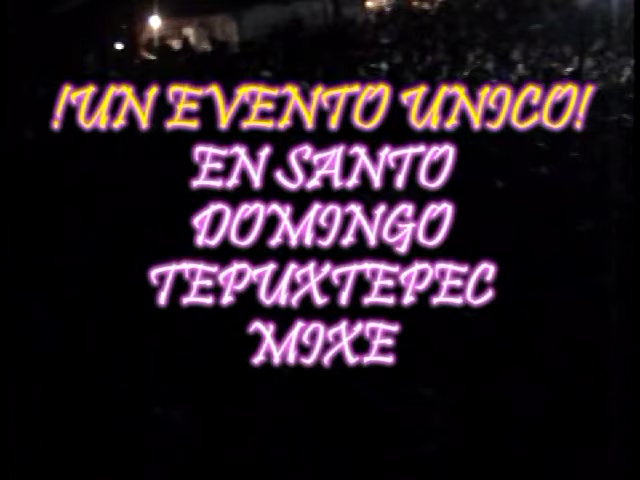 !UN EVENTO UNICO!
EN SANTO
DOMINGO
TEPUXTEPEC
MIXE